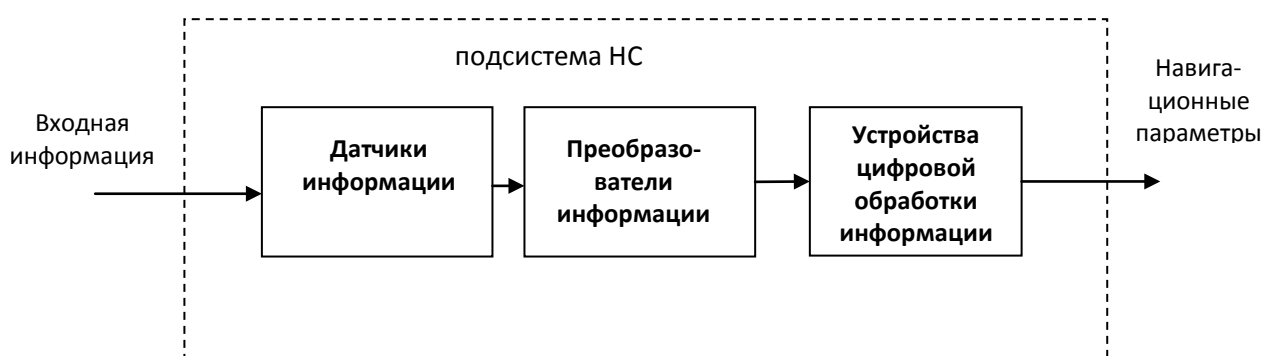 подсистема НС
Входная
информация
Датчики
информации
Преобразо-
ватели
информации
Устройства
цифровой
обработки
информации
Навига-
ционные
параметры